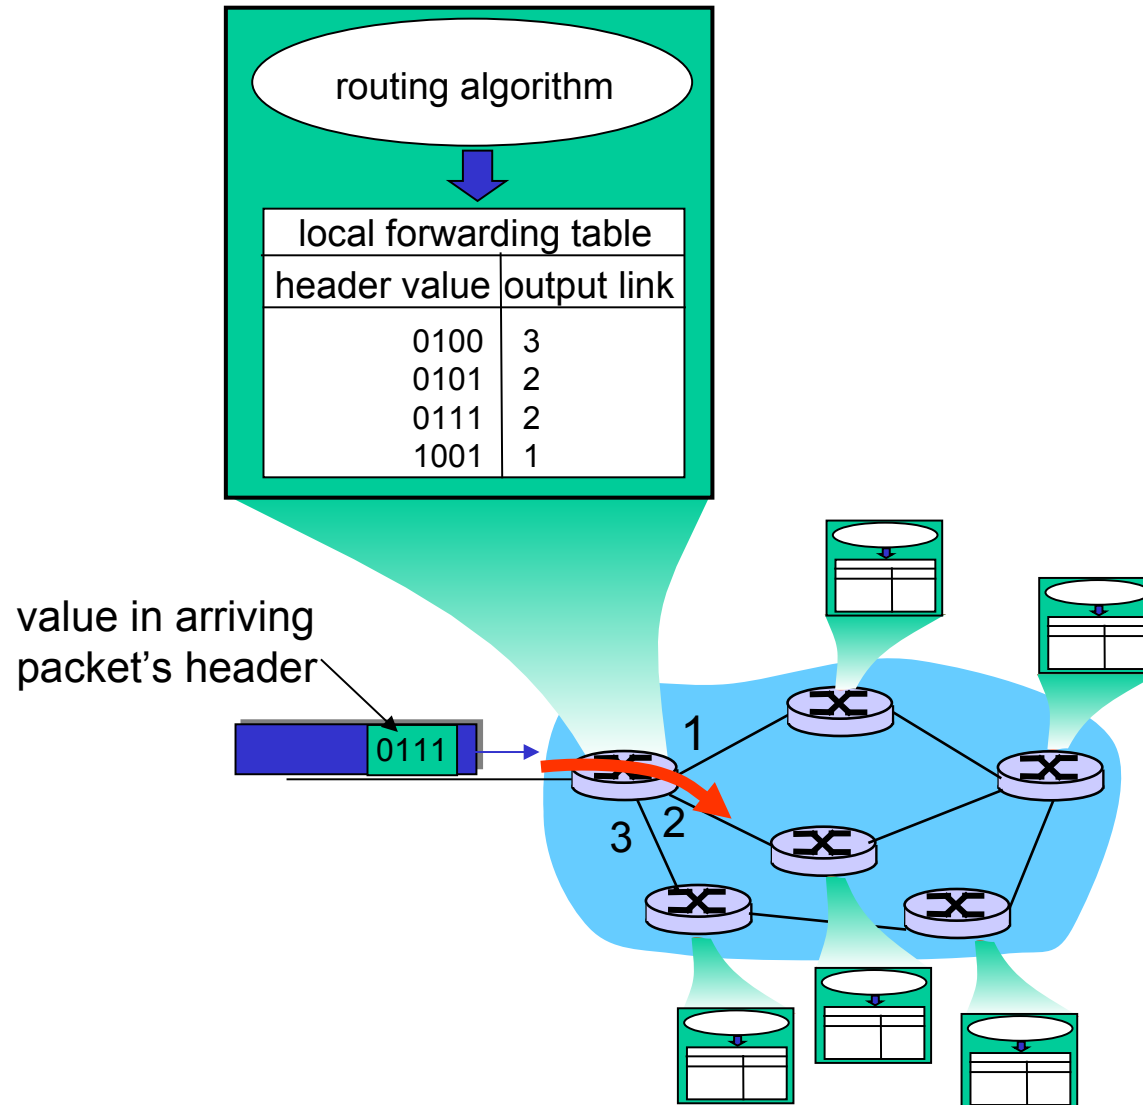 routing algorithm
local forwarding table
header value output link
0100 3
0101 2
0111 2
1001 1
value in arriving
packet’s header
0111
1
2
3